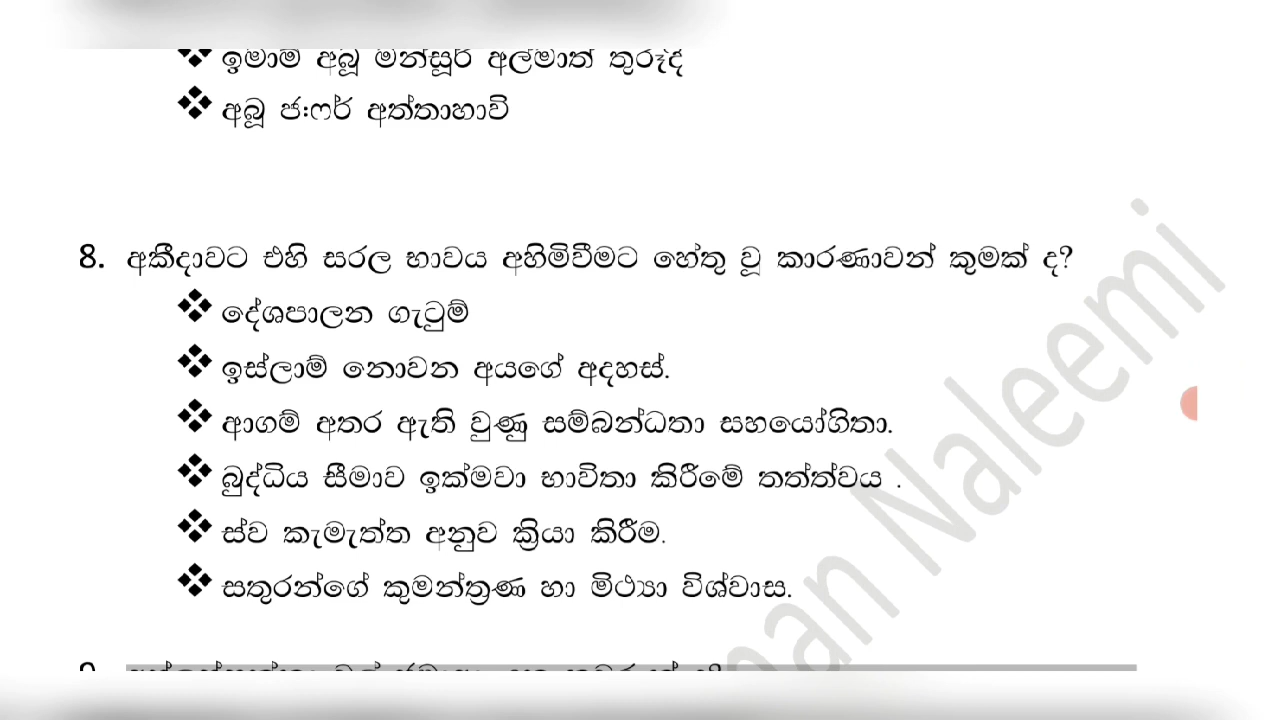 ❖ ඉමාම් අබූ මන්සූර් අල්මාත් තුරූදි
❖ අබූ ජඃෆර් අත්තාහාවි
8. අකීදාවට එහි සරල භාවය අහිමිවීමට හේතු වූ කාරණාවන් කුමක් ද?
❖ දේශපාලන ගැටුම්
❖ ඉස්ලාම් නොවන අයගේ අදහස්.
❖ ආගම් අතර ඇති වුණු සම්බන්ධතා සහයෝගිතා.
❖ බුද්ධිය සීමාව ඉක්මවා භාවිතා කිරීමේ තත්ත්වය .
❖ ස්ව කැමැත්ත අනුව ක්‍රියා කිරීම.
❖ සතුරන්ගේ කුමන්ත්‍රණ හා මිථ්‍යා විශ්වාස.
Naleemi